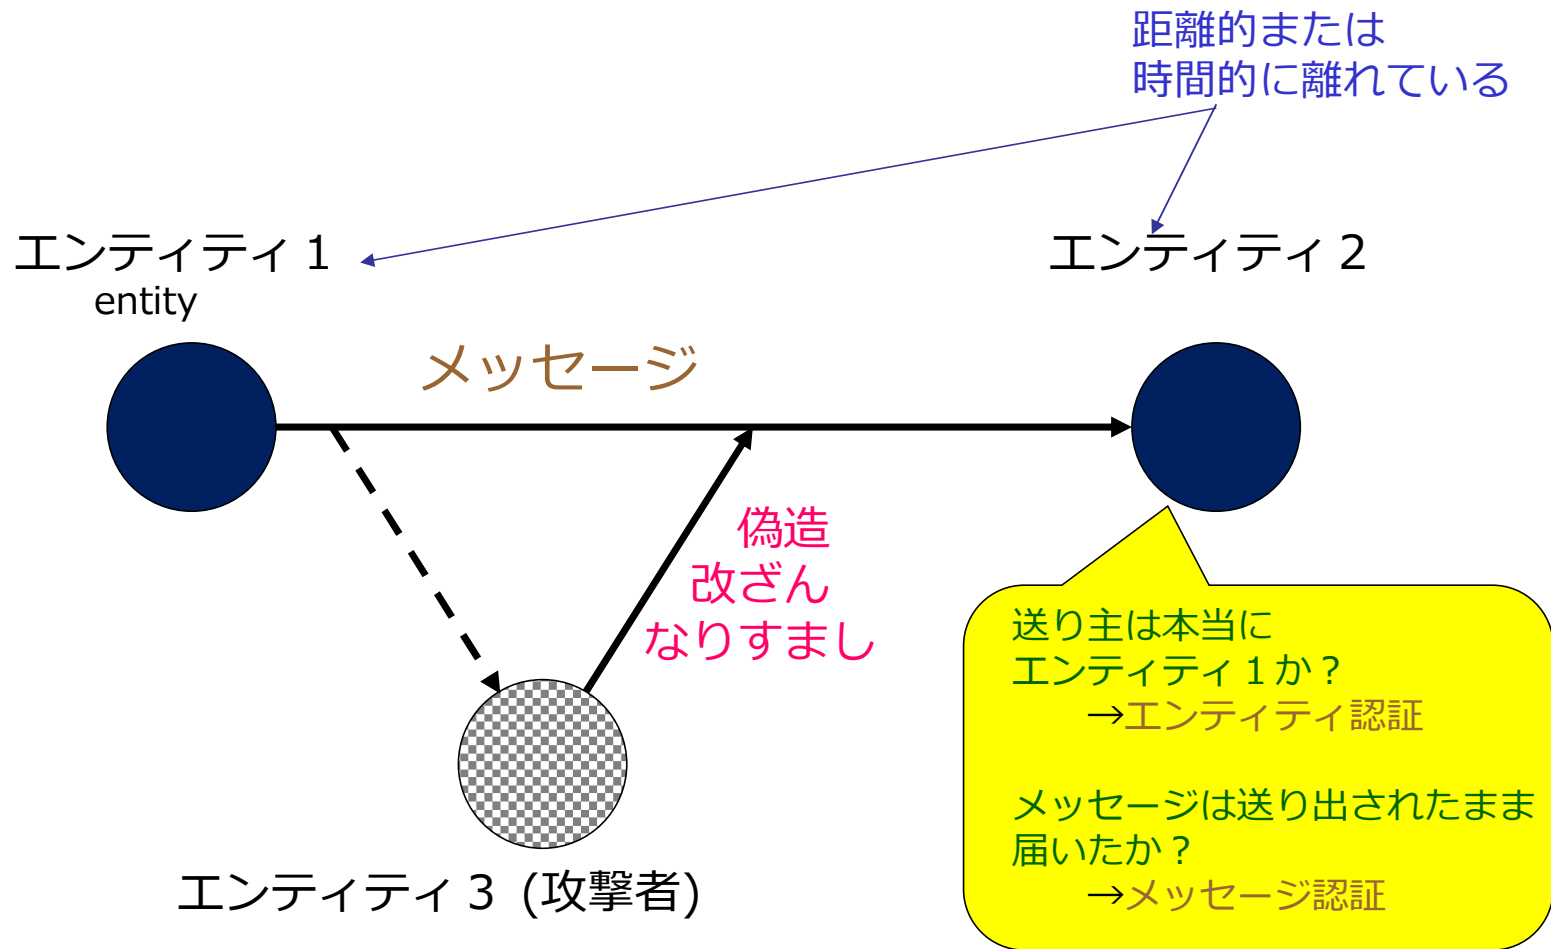 距離的または
時間的に離れている
エンティティ１
entity
エンティティ２
メッセージ
偽造
改ざん
なりすまし
送り主は本当に
エンティティ１か？
→エンティティ認証
メッセージは送り出されたまま
届いたか？
→メッセージ認証
エンティティ３ (攻撃者)